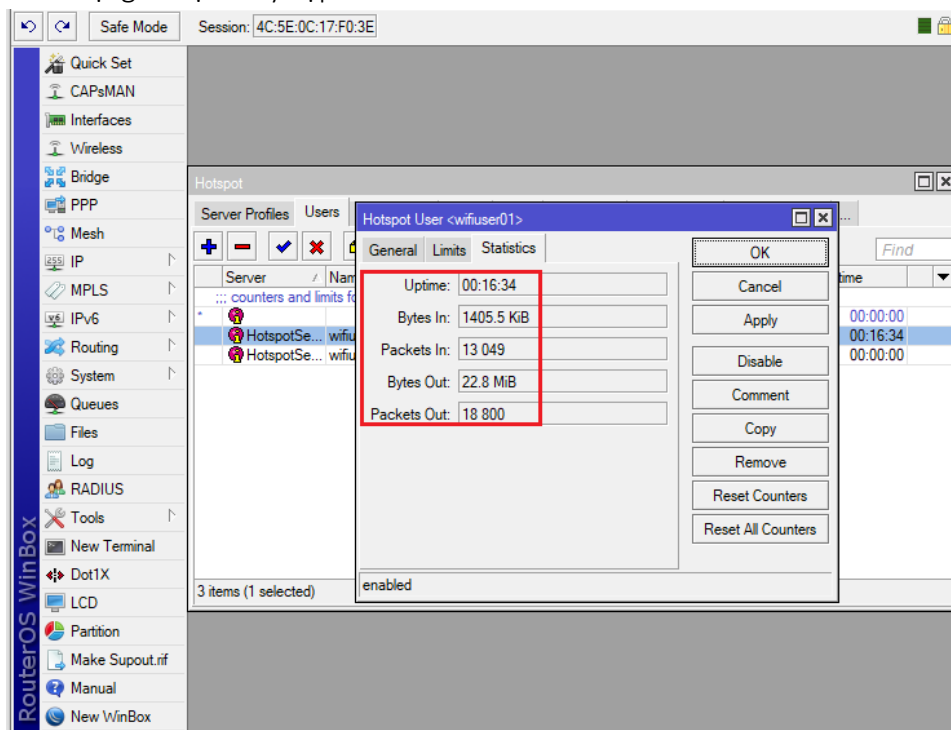 Safe Mode Session: 4C:5E:0C:17:F0:3E
Quick Set
CAPsMAN
Interfaces
Wireless
Bridge
PPP
Mesh
IP
MPLS
IPv6
Routing
System
Queues
Files
Log
RADIUS
Tools
New Terminal
Dot1X
LCD
Partition
Make Supout.rif
Manual
New WinBox
RouterOS WinBox
Hotspot
Server Profiles Users ...
Find
Server
;;; counters and limits
00:00:00
HotspotSe... 00:16:34
HotspotSe... 00:00:00
3 items (1 selected)
Hotspot User <wifiuser01>
General Limits Statistics
Uptime: 00:16:34
Bytes In: 1405.5 KiB
Packets In: 13 049
Bytes Out: 22.8 MiB
Packets Out: 18 800
OK
Cancel
Apply
Disable
Comment
Copy
Remove
Reset Counters
Reset All Counters
enabled